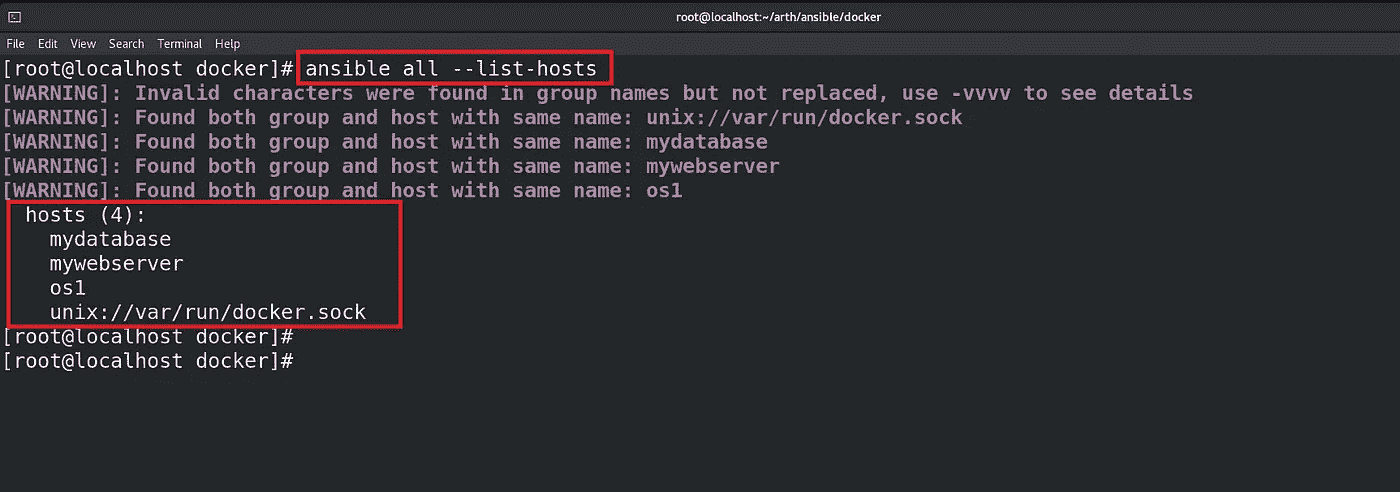 root@localhost:~/arth/ansible/docker
File Edit View Search Terminal Help
[root@localhost docker]# ansible all --list-hosts
[WARNING]: Invalid characters were found in group names but not replaced, use -vvvv to see details
[WARNING]: Found both group and host with same name: unix://var/run/docker.sock
[WARNING]: Found both group and host with same name: mydatabase
[WARNING]: Found both group and host with same name: mywebserver
[WARNING]: Found both group and host with same name: os1
  hosts (4):
    mydatabase
    mywebserver
    os1
    unix://var/run/docker.sock
[root@localhost docker]#
[root@localhost docker]#